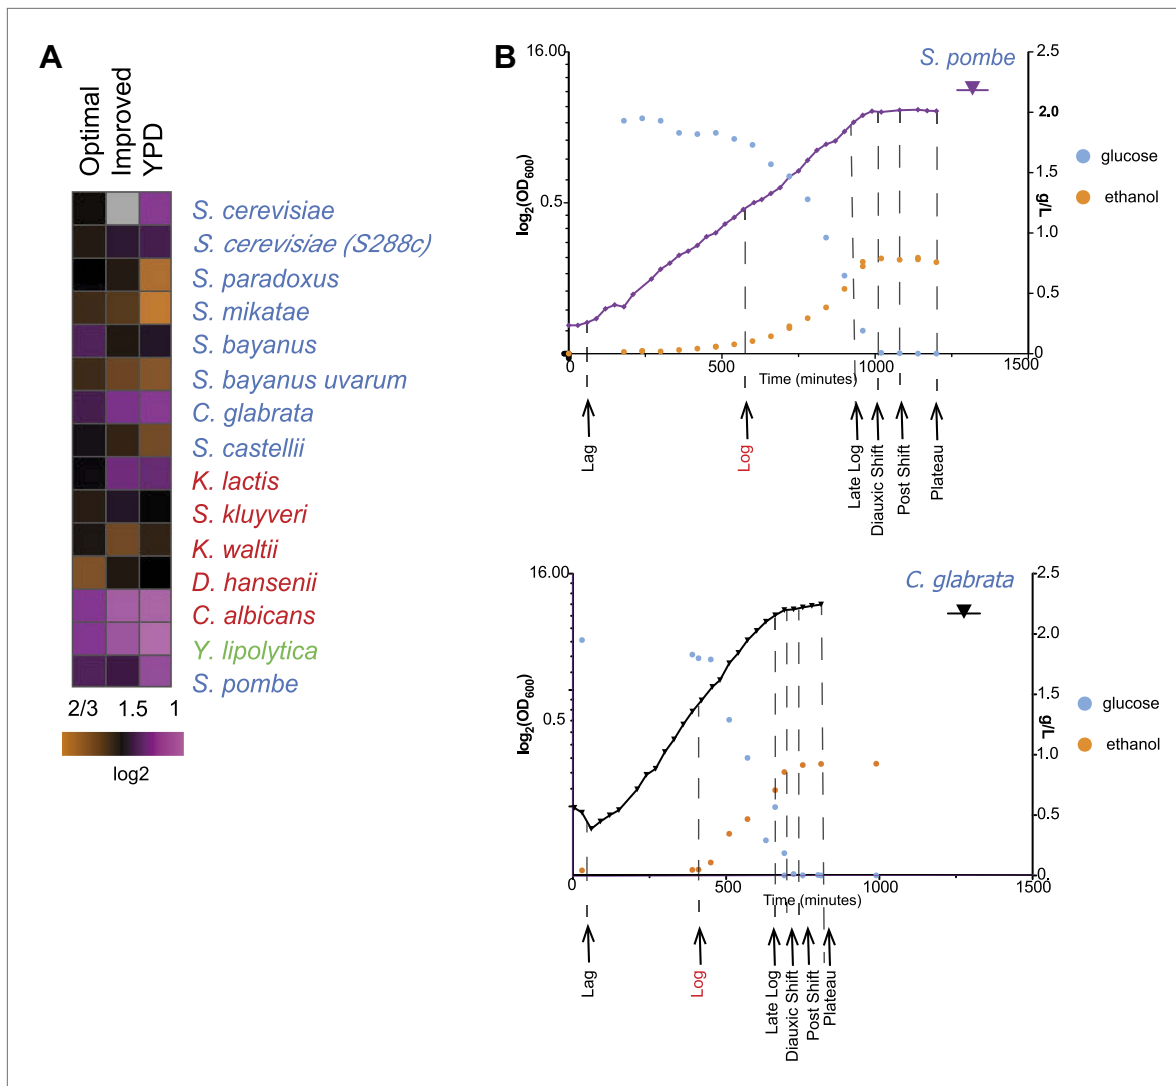 A
Optimal
Improved
YPD
S. cerevisiae
S. cerevisiae (S288c)
S. paradoxus
S. mikatae
S. bayanus
S. bayanus uvarum
C. glabrata
S. castellii
K. lactis
S. kluyveri
K. waltii
D. hansenii
C. albicans
Y. lipolytica
S. pombe
2/3 1.5 1
log2
B
S. pombe
16.00
0.5
log2(OD600)
2.5
2.0
1.5
1.0
0.5
0
g/L
glucose
ethanol
0 500 1000 1500
Time (minutes)
Lag
Log
Late Log
Diauxic Shift
Post Shift
Plateau
C. glabrata
16.00
0.5
log2(OD600)
2.5
2.0
1.5
1.0
0.5
0.
g/L
glucose
ethanol
0 500 1000 1500
Time (minutes)
Lag
Log
Late Log
Diauxic Shift
Post Shift
Plateau